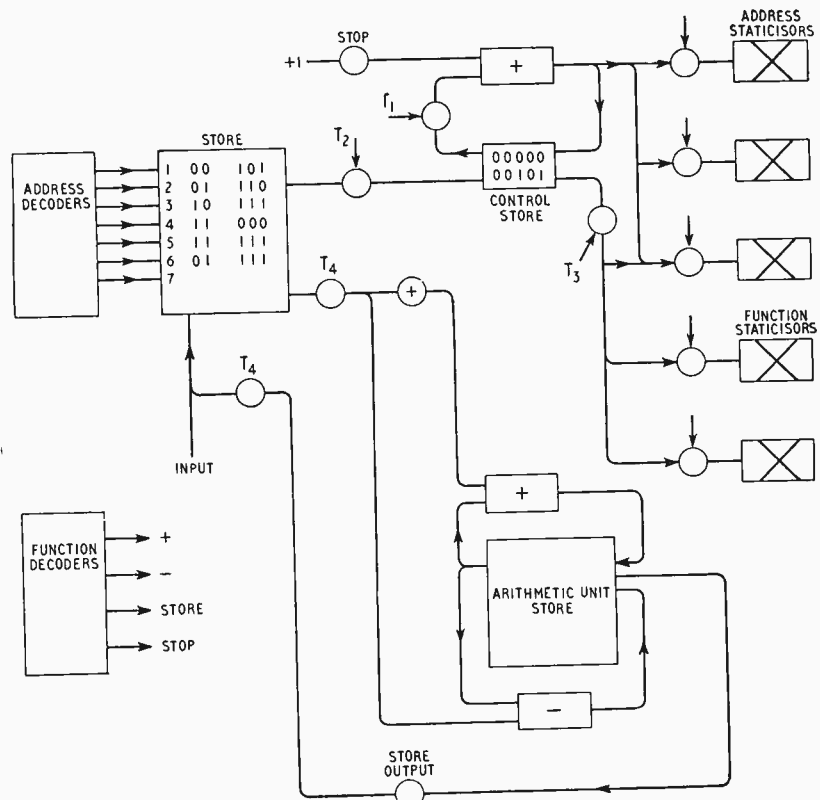 STOP
ADDRESS
STATICISORS
+1
+
T1
STORE
T2
ADDRESS
DECODERS
1 00 101
2 01 110
3 10 111
4 11 000
5 11 111
6 01 111
7
00000
00101
CONTROL
STORE
T3
T4
+
FUNCTION
STATICISORS
T4
INPUT
+
FUNCTION
DECODERS
+
−
STORE
STOP
ARITHMETIC UNIT
STORE
−
STORE
OUTPUT